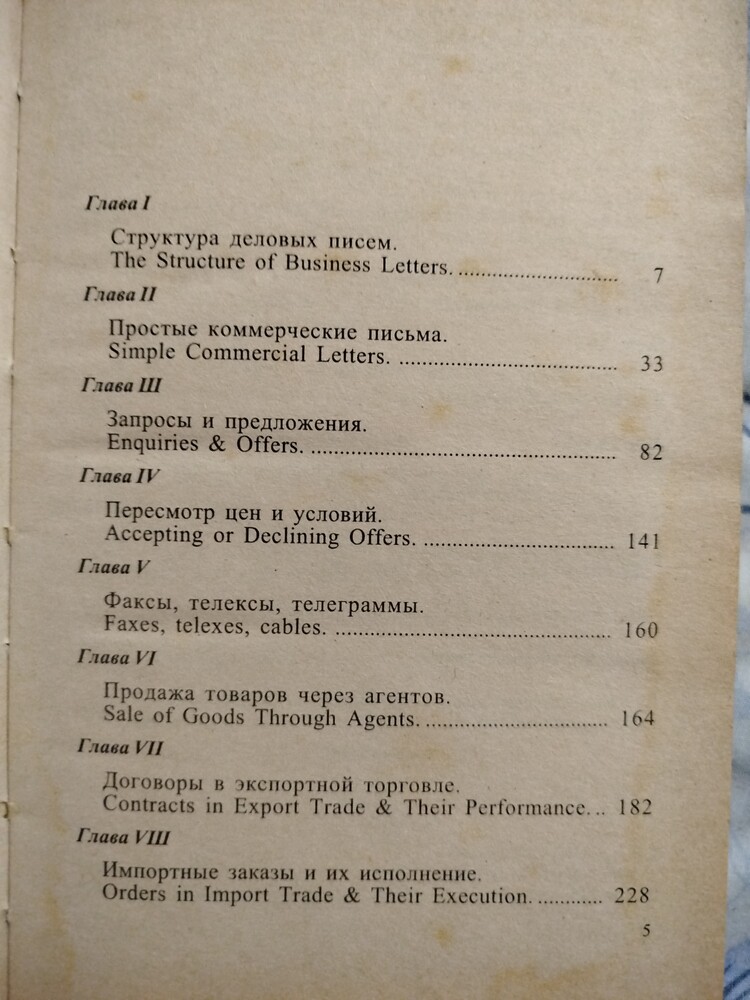 Глава I
Структура деловых писем.
The Structure of Business Letters. .......................... 7
Глава II
Простые коммерческие письма.
Simple Commercial Letters. .................................... 33
Глава III
Запросы и предложения.
Enquiries & Offers. ................................................... 82
Глава IV
Пересмотр цен и условий.
Accepting or Declining Offers. ................................ 141
Глава V
Факсы, телексы, телеграммы.
Faxes, telexes, cables. .............................................. 160
Глава VI
Продажа товаров через агентов.
Sale of Goods Through Agents. .............................. 164
Глава VII
Договоры в экспортной торговле.
Contracts in Export Trade & Their Performance... 182
Глава VIII
Импортные заказы и их исполнение.
Orders in Import Trade & Their Execution. ............ 228
5